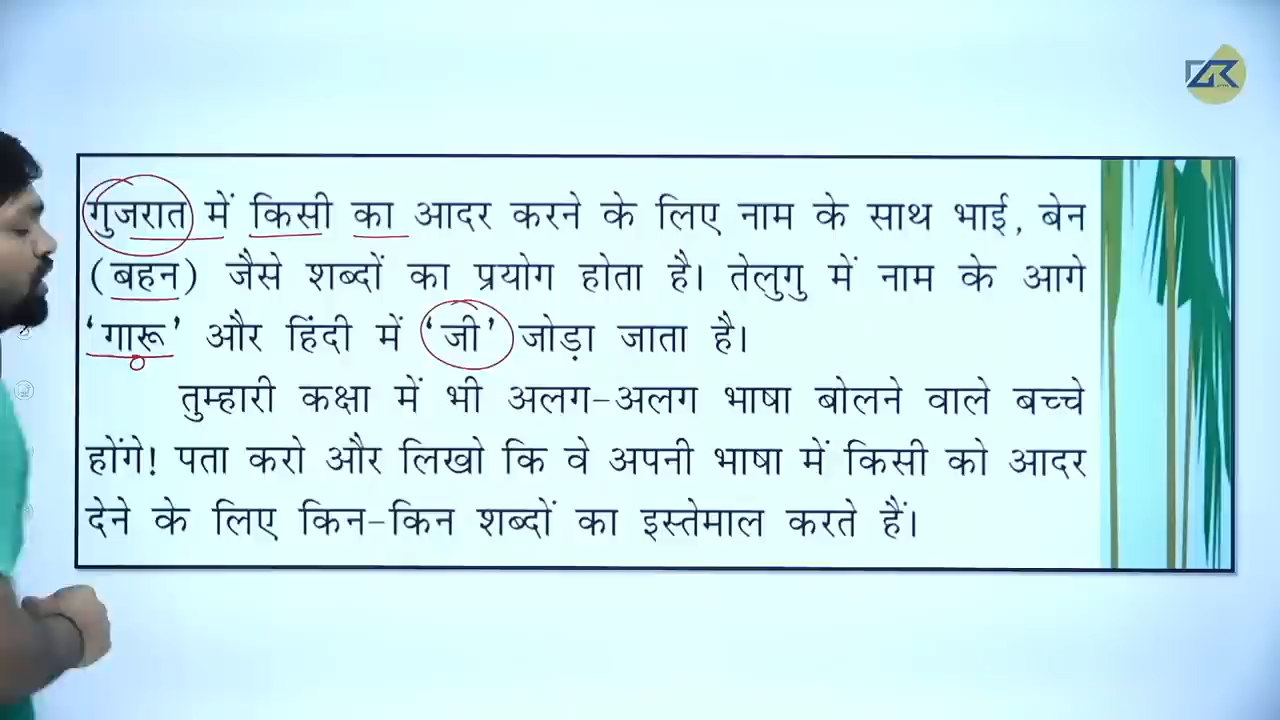 गुजरात में किसी का आदर करने के लिए नाम के साथ भाई, बेन
(बहन) जैसे शब्दों का प्रयोग होता है। तेलुगु में नाम के आगे
‘गारू’ और हिंदी में ‘जी’ जोड़ा जाता है।
तुम्हारी कक्षा में भी अलग-अलग भाषा बोलने वाले बच्चे
होंगे! पता करो और लिखो कि वे अपनी भाषा में किसी को आदर
देने के लिए किन-किन शब्दों का इस्तेमाल करते हैं।